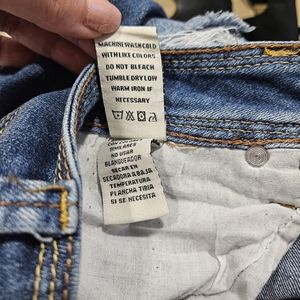 MACHINE WASH COLD
WITH LIKE COLORS
DO NOT BLEACH
TUMBLE DRY LOW
WARM IRON IF
NECESSARY
SIMILARES
NO USAR
BLANQUEADOR
SECAR EN
SECADORA A BAJA
TEMPERATURA
PLANCHA TIBIA
SI SE NECESITA